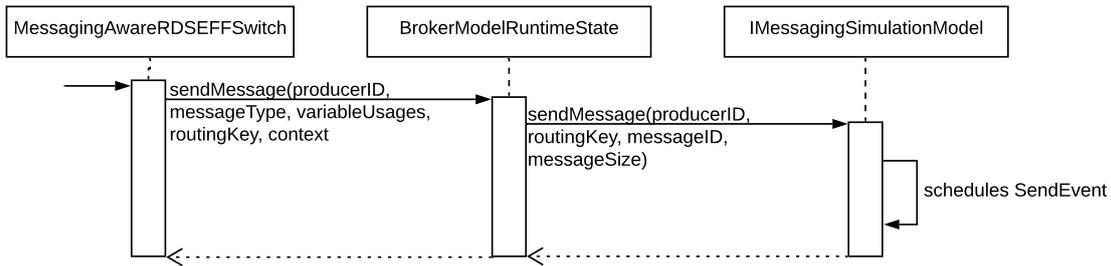 MessagingAwareRDSEFFSwitch
BrokerModelRuntimeState
IMessagingSimulationModel
sendMessage(producerID,
messageType, variableUsages,
routingKey, context
sendMessage(producerID,
routingKey, messageID,
messageSize)
schedules SendEvent